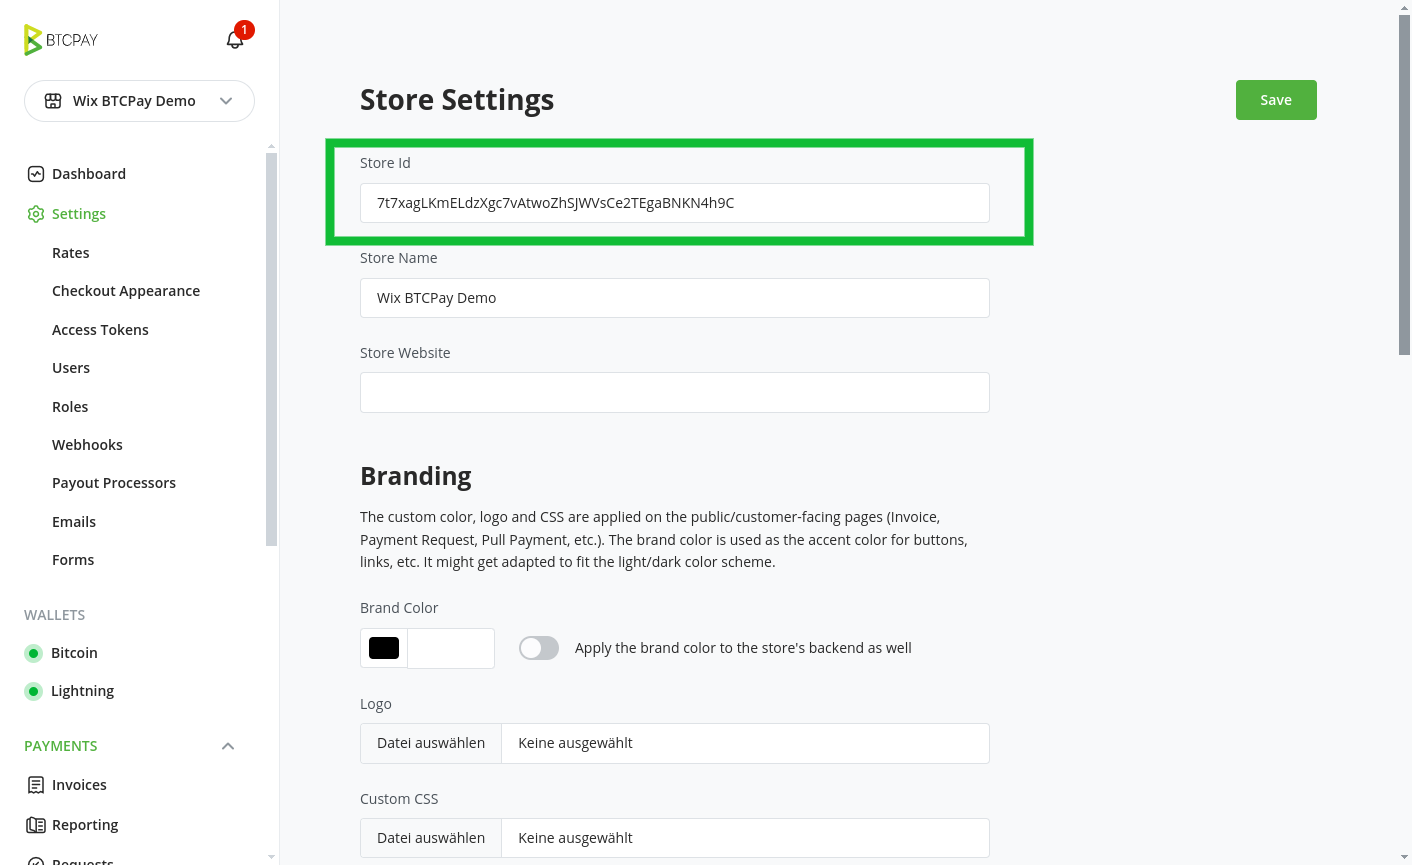 BTCPAY
1
Wix BTCPay Demo
Dashboard
Settings
Rates
Checkout Appearance
Access Tokens
Users
Roles
Webhooks
Payout Processors
Emails
Forms
WALLETS
Bitcoin
Lightning
PAYMENTS
Invoices
Reporting
Requests
Store Settings
Save
Store Id
7t7xagLKmELdzXgc7vAtwoZhSJWVsCe2TEgaBNKN4h9C
Store Name
Wix BTCPay Demo
Store Website
Branding
The custom color, logo and CSS are applied on the public/customer-facing pages (Invoice,
Payment Request, Pull Payment, etc.). The brand color is used as the accent color for buttons,
links, etc. It might get adapted to fit the light/dark color scheme.
Brand Color
Apply the brand color to the store's backend as well
Logo
Datei auswählen Keine ausgewählt
Custom CSS
Datei auswählen Keine ausgewählt